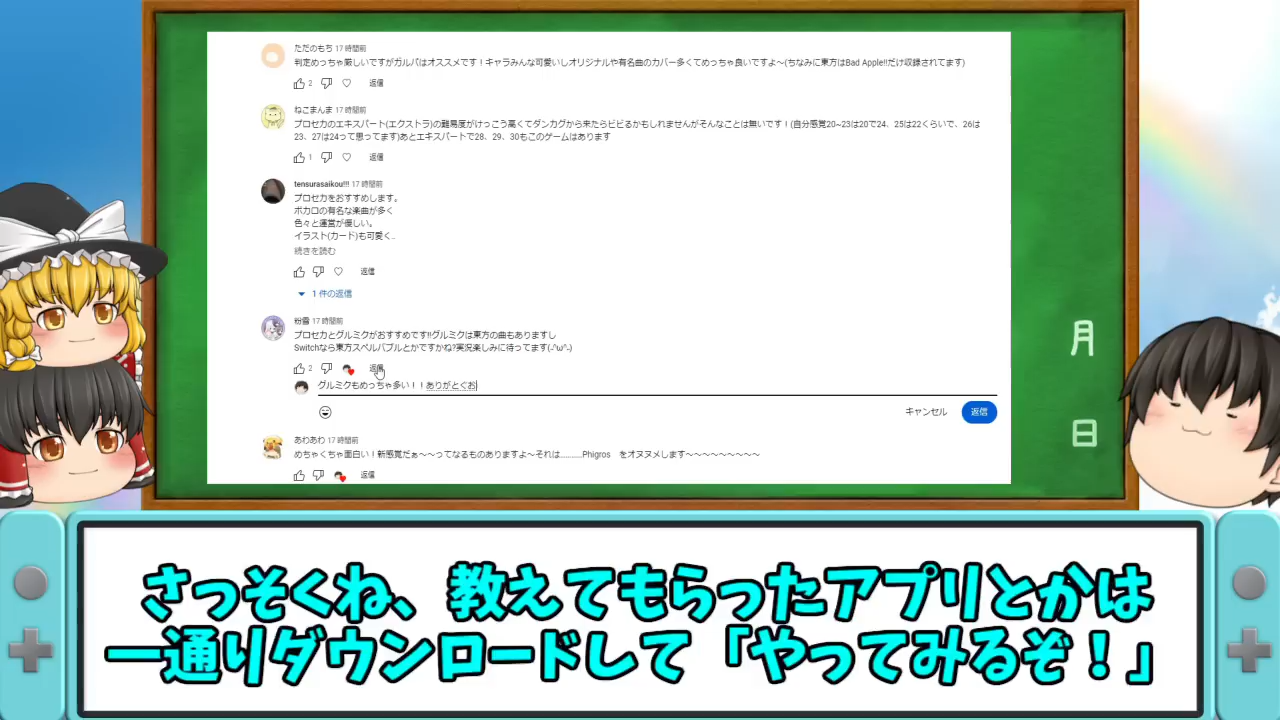 ただのもち 17 時間前
判定めっちゃ厳しいですがガルパはオススメです！キャラみんな可愛いしオリジナルや有名曲のカバー多くてめっちゃ良いですよ〜(ちなみに東方はBad Apple!!だけ収録されてます)
2 返信
ねこまんま 17 時間前
プロセカのエキスパート(エクストラ)の難易度がけっこう高くてダンカグから来たらビビるかもしれませんがそんなことは無いです！(自分感覚20~23は20で24、25は22くらいで、26は
23、27は24って思ってます)あとエキスパートで28、29、30もこのゲームはあります
1 返信
tensurasaikou!!! 17 時間前
プロセカをおすすめします。
ボカロの有名な楽曲が多く
色々と運営が優しい。
イラスト(カード)も可愛く...
続きを読む
返信
1 件の返信
粉雪 17 時間前
プロセカとグルミクがおすすめです!!グルミクは東方の曲もありますし
Switchなら東方スペルバブルとかですかね?実況楽しみに待ってます(⁠.⁠^ω^⁠.⁠)
2 返信
グルミクもめっちゃ多い！！ありがとぐお
キャンセル 返信
あわあわ 17 時間前
めちゃくちゃ面白い！新感覚だぁ〜〜ってなるものありますよ〜それは..........Phigros　をオヌヌメします〜〜〜〜〜〜〜〜〜
返信
月
日
さっそくね、教えてもらったアプリとかは
一通りダウンロードして「やってみるぞ！」